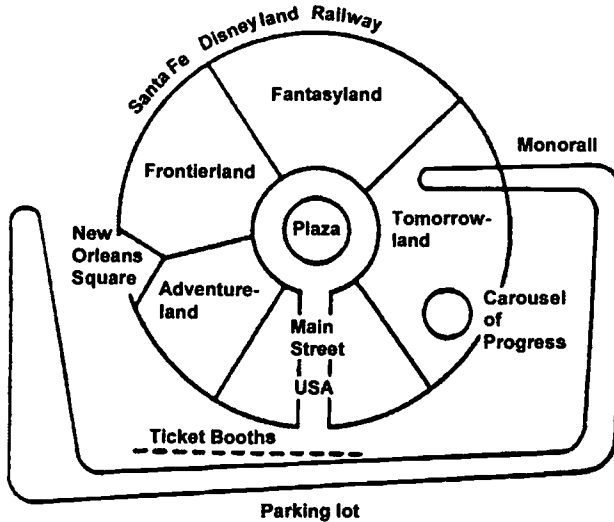 Santa Fe Disneyland Railway
Fantasyland
Monorail
Frontierland
Plaza
Tomorrow-
land
New
Orleans
Square
Adventure-
land
Main
Street
USA
Carousel
of
Progress
Ticket Booths
Parking lot